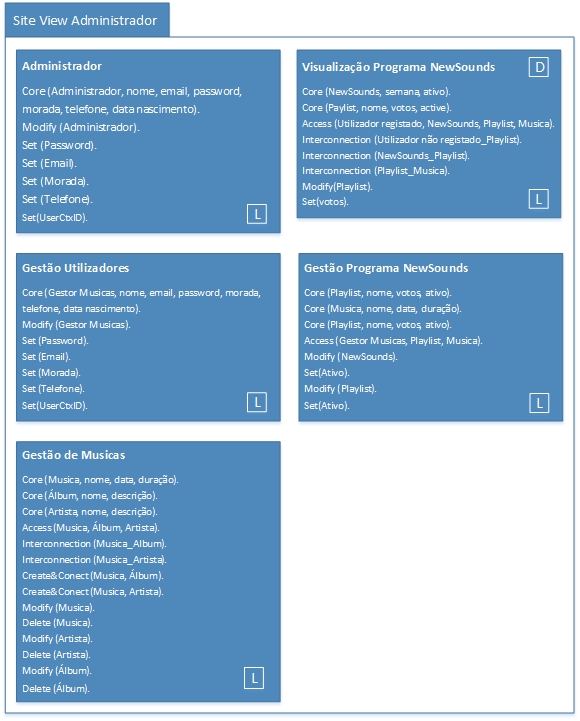 Site View Administrador
Administrador
Core (Administrador, nome, email, password,
morada, telefone, data nascimento).
Modify (Administrador).
Set (Password).
Set (Email).
Set (Morada).
Set (Telefone).
Set(UserCtxID).
L
Visualização Programa NewSounds
D
Core (NewSounds, semana, ativo).
Core (Paylist, nome, votos, active).
Access (Utilizador registado, NewSounds, Playlist, Musica).
Interconnection (Utilizador não registado_Playlist).
Interconnection (NewSounds_Playlist).
Interconnection (Playlist_Musica).
Modify(Playlist).
Set(votos).
L
Gestão Utilizadores
Core (Gestor Musicas, nome, email, password, morada,
telefone, data nascimento).
Modify (Gestor Musicas).
Set (Password).
Set (Email).
Set (Morada).
Set (Telefone).
Set(UserCtxID).
L
Gestão Programa NewSounds
Core (Playlist, nome, votos, ativo).
Core (Musica, nome, data, duração).
Core (Playlist, nome, votos, ativo).
Access (Gestor Musicas, Playlist, Musica).
Modify (NewSounds).
Set(Ativo).
Modify (Playlist).
Set(Ativo).
L
Gestão de Musicas
Core (Musica, nome, data, duração).
Core (Álbum, nome, descrição).
Core (Artista, nome, descrição).
Access (Musica, Álbum, Artista).
Interconnection (Musica_Album).
Interconnection (Musica_Artista).
Create&Conect (Musica, Álbum).
Create&Conect (Musica, Artista).
Modify (Musica).
Delete (Musica).
Modify (Artista).
Delete (Artista).
Modify (Álbum).
Delete (Álbum).
L